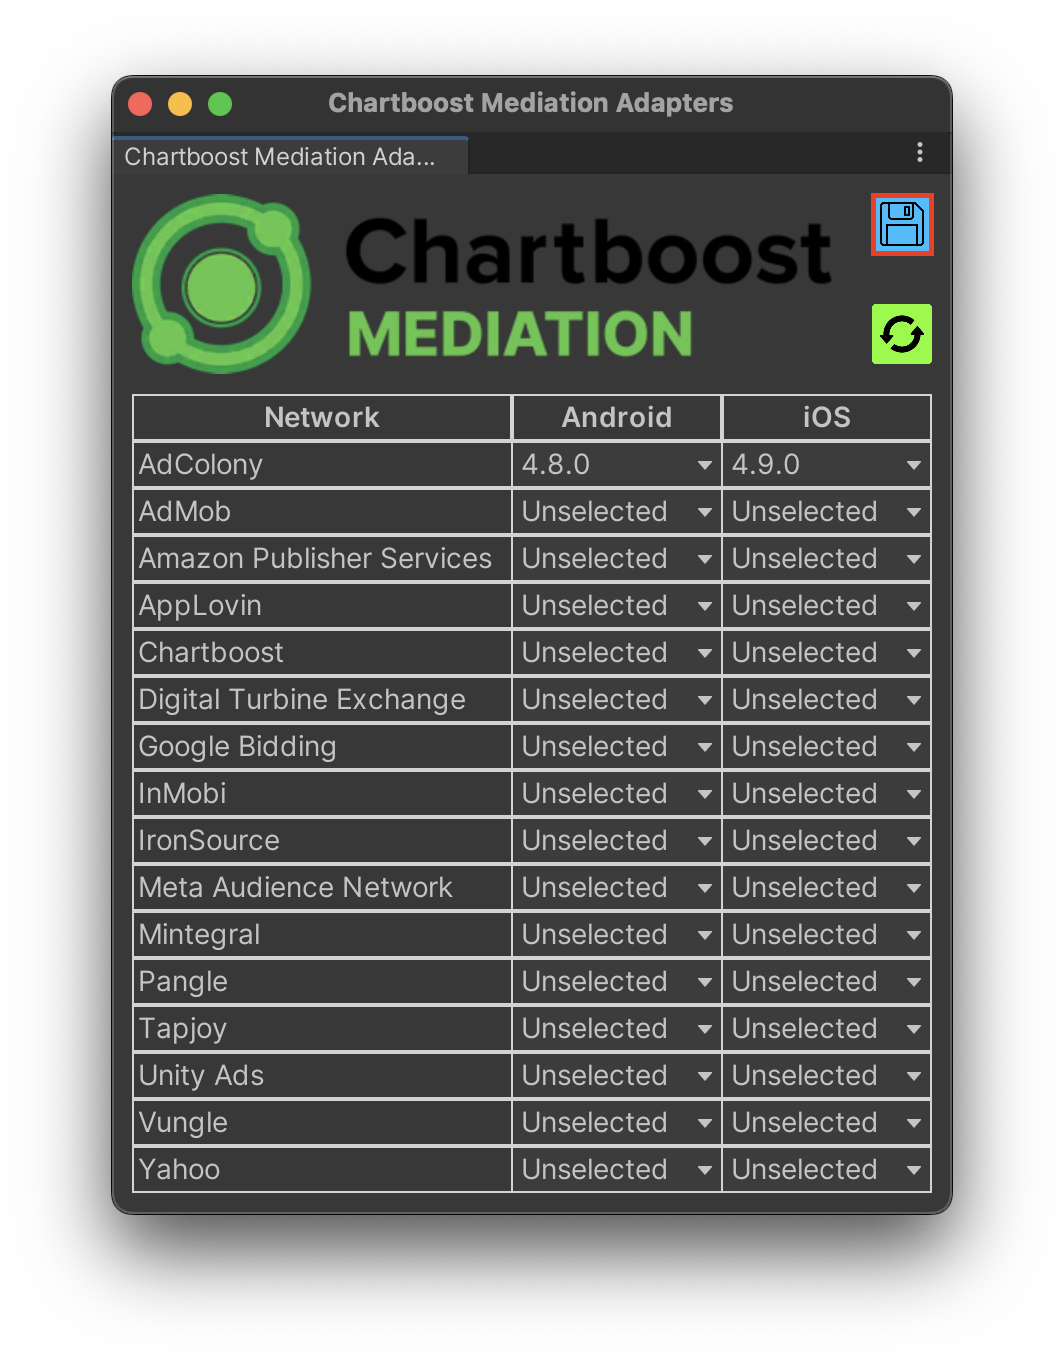 Chartboost Mediation Adapters
Chartboost Mediation Ada...
Chartboost
MEDIATION
Network Android iOS
AdColony 4.8.0 4.9.0
AdMob Unselected Unselected
Amazon Publisher Services Unselected Unselected
AppLovin Unselected Unselected
Chartboost Unselected Unselected
Digital Turbine Exchange Unselected Unselected
Google Bidding Unselected Unselected
InMobi Unselected Unselected
IronSource Unselected Unselected
Meta Audience Network Unselected Unselected
Mintegral Unselected Unselected
Pangle Unselected Unselected
Tapjoy Unselected Unselected
Unity Ads Unselected Unselected
Vungle Unselected Unselected
Yahoo Unselected Unselected